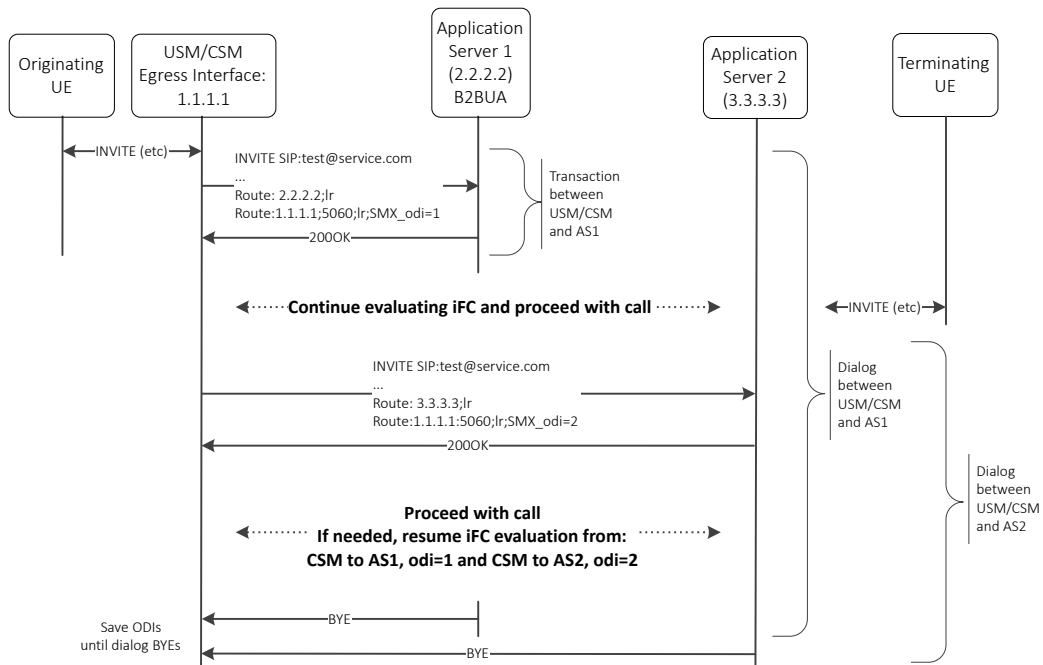 Originating
UE
USM/CSM
Egress Interface:
1.1.1.1
Application
Server 1
(2.2.2.2)
B2BUA
Application
Server 2
(3.3.3.3)
Terminating
UE
INVITE (etc)
INVITE SIP:test@service.com
...
Route: 2.2.2.2;lr
Route:1.1.1.1;5060;lr;SMX_odi=1
200OK
Transaction
between
USM/CSM
and AS1
Continue evaluating iFC and proceed with call
INVITE (etc)
INVITE SIP:test@service.com
...
Route: 3.3.3.3;lr
Route:1.1.1.1:5060;lr;SMX_odi=2
200OK
Dialog
between
USM/CSM
and AS1
Dialog
between
USM/CSM
and AS2
Proceed with call
If needed, resume iFC evaluation from:
CSM to AS1, odi=1 and CSM to AS2, odi=2
BYE
Save ODIs
until dialog BYEs
BYE